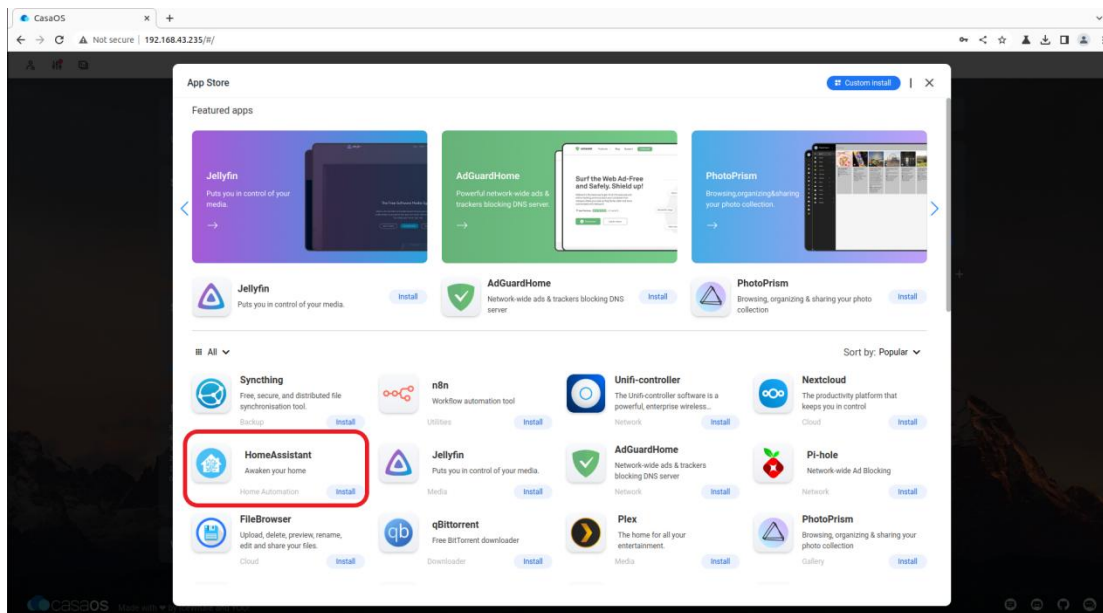 CasaOS
Not secure | 192.168.43.235/#/
App Store
Custom install
Featured apps
Jellyfin
Puts you in control of your
media.
AdGuardHome
Powerful network-wide ads &
trackers blocking DNS server.
Surf the Web Ad-Free
and Safely. Shield up!
PhotoPrism
Browsing,organizing&sharing
your photo collection.
Jellyfin
Puts you in control of your media.
Install
AdGuardHome
Network-wide ads & trackers blocking DNS
server
Install
PhotoPrism
Browsing, organizing & sharing your photo
collection
Install
All
Sort by: Popular
Syncthing
Free, secure, and distributed file
synchronisation tool.
Backup
Install
n8n
Workflow automation tool
Utilities
Install
Unifi-controller
The Unifi-controller software is a
powerful, enterprise wireless...
Network
Install
Nextcloud
The productivity platform that
keeps you in control
Cloud
Install
HomeAssistant
Awaken your home
Home Automation
Install
Jellyfin
Puts you in control of your media.
Media
Install
AdGuardHome
Network-wide ads & trackers
blocking DNS server
Network
Install
Pi-hole
Network-wide Ad Blocking
Network
Install
FileBrowser
Upload, delete, preview, rename,
edit and share your files.
Cloud
Install
qb
qBittorrent
Free BitTorrent downloader
Downloader
Install
Plex
The home for all your
entertainment.
Media
Install
PhotoPrism
Browsing, organizing & sharing your
photo collection
Gallery
Install
casaOS
Made with